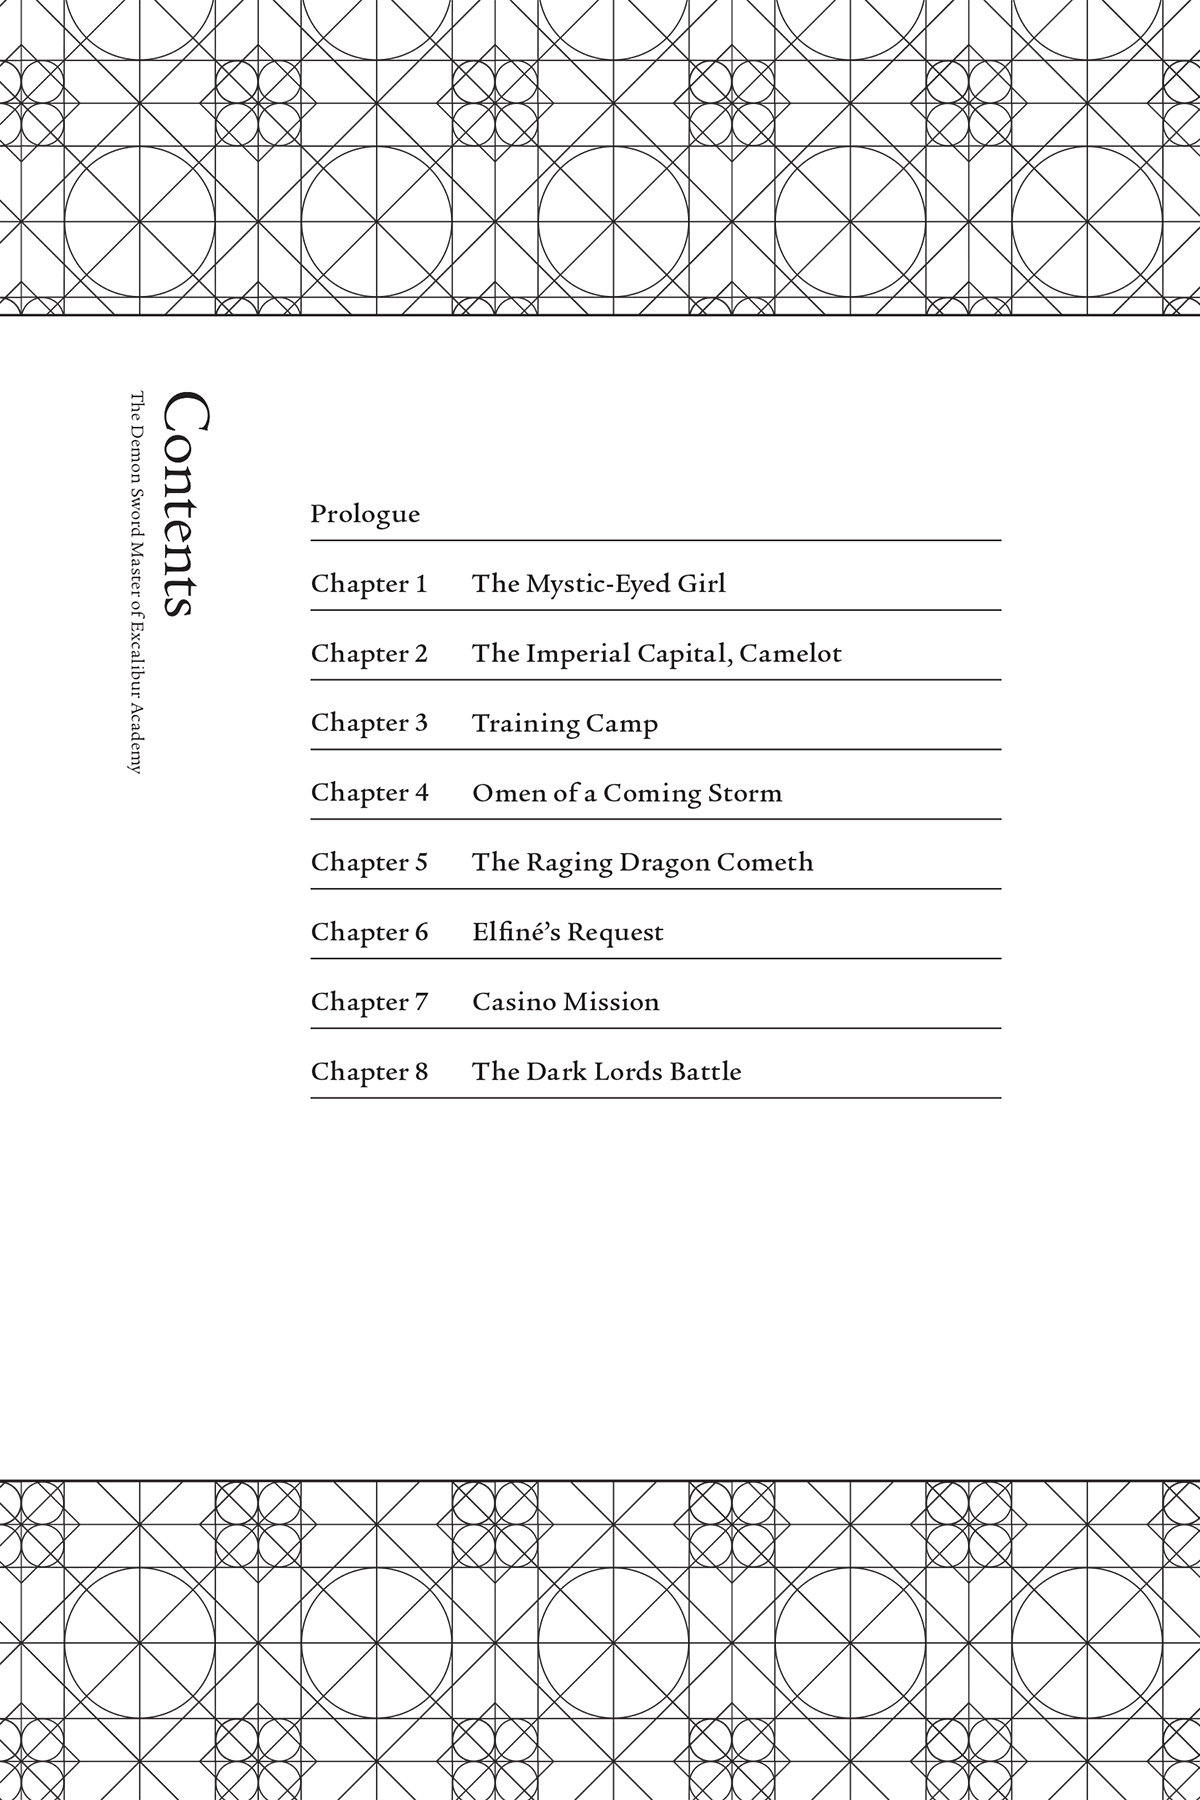 Contents
The Demon Sword Master of Excalibur Academy
Prologue
Chapter 1 The Mystic-Eyed Girl
Chapter 2 The Imperial Capital, Camelot
Chapter 3 Training Camp
Chapter 4 Omen of a Coming Storm
Chapter 5 The Raging Dragon Cometh
Chapter 6 Elfiné’s Request
Chapter 7 Casino Mission
Chapter 8 The Dark Lords Battle